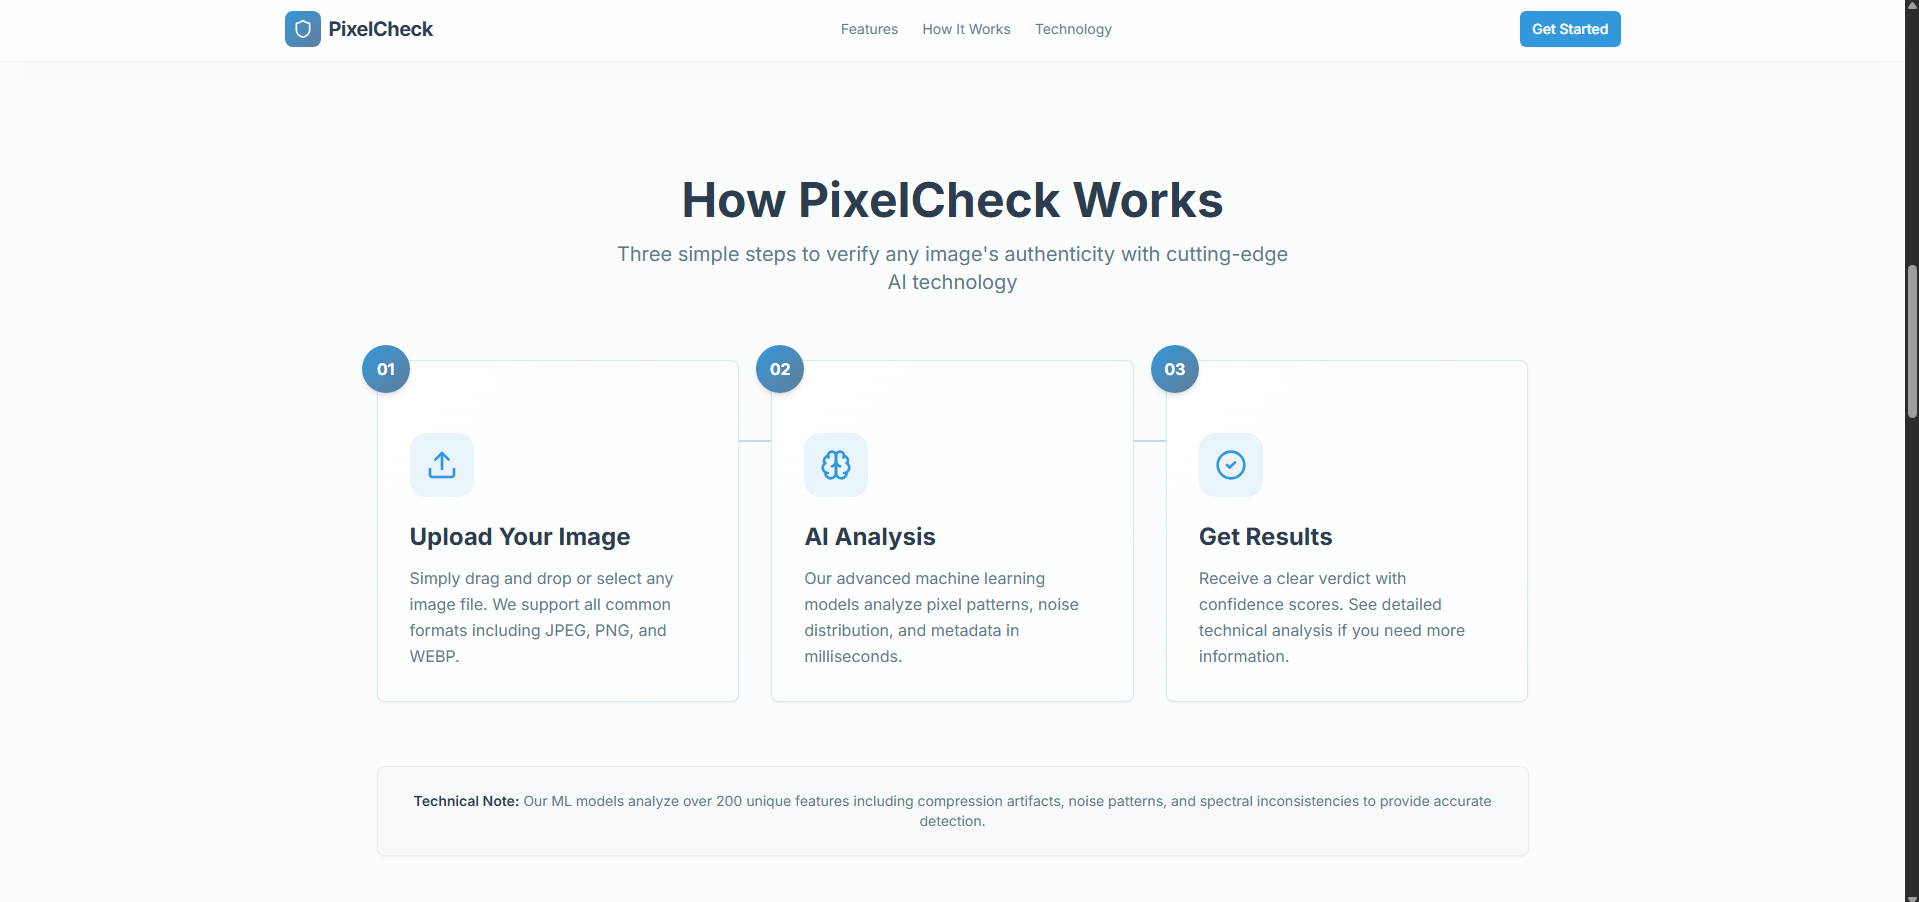 PixelCheck
Features
How It Works
Technology
Get Started
How PixelCheck Works
Three simple steps to verify any image's authenticity with cutting-edge
AI technology
01
Upload Your Image
Simply drag and drop or select any
image file. We support all common
formats including JPEG, PNG, and
WEBP.
02
AI Analysis
Our advanced machine learning
models analyze pixel patterns, noise
distribution, and metadata in
milliseconds.
03
Get Results
Receive a clear verdict with
confidence scores. See detailed
technical analysis if you need more
information.
Technical Note: Our ML models analyze over 200 unique features including compression artifacts, noise patterns, and spectral inconsistencies to provide accurate
detection.